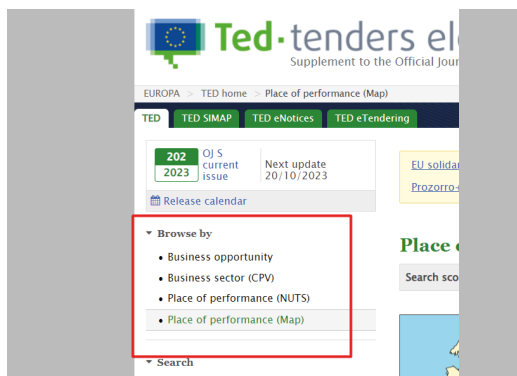 Ted·tenders el
Supplement to the Official Jour
EUROPA > TED home > Place of performance (Map)
TED TED SIMAP TED eNotices TED eTendering
202 2023 OJ S current issue Next update 20/10/2023
Release calendar
EU solidar
Prozorro+
Browse by
• Business opportunity
• Business sector (CPV)
• Place of performance (NUTS)
• Place of performance (Map)
Search
Place
Search sco